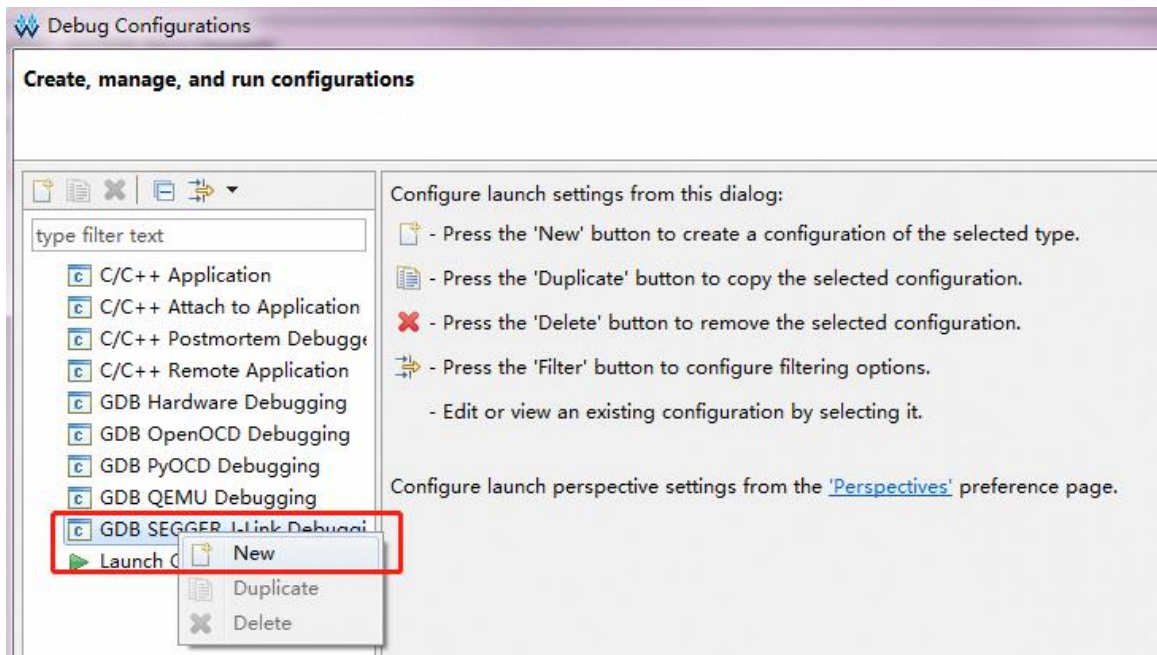 Debug Configurations
Create, manage, and run configurations
type filter text
C/C++ Application
C/C++ Attach to Application
C/C++ Postmortem Debugge
C/C++ Remote Application
GDB Hardware Debugging
GDB OpenOCD Debugging
GDB PyOCD Debugging
GDB QEMU Debugging
GDB SEGGER J-Link Debuggi
Launch
New
Duplicate
Delete
Configure launch settings from this dialog:
- Press the 'New' button to create a configuration of the selected type.
- Press the 'Duplicate' button to copy the selected configuration.
- Press the 'Delete' button to remove the selected configuration.
- Press the 'Filter' button to configure filtering options.
- Edit or view an existing configuration by selecting it.
Configure launch perspective settings from the 'Perspectives' preference page.